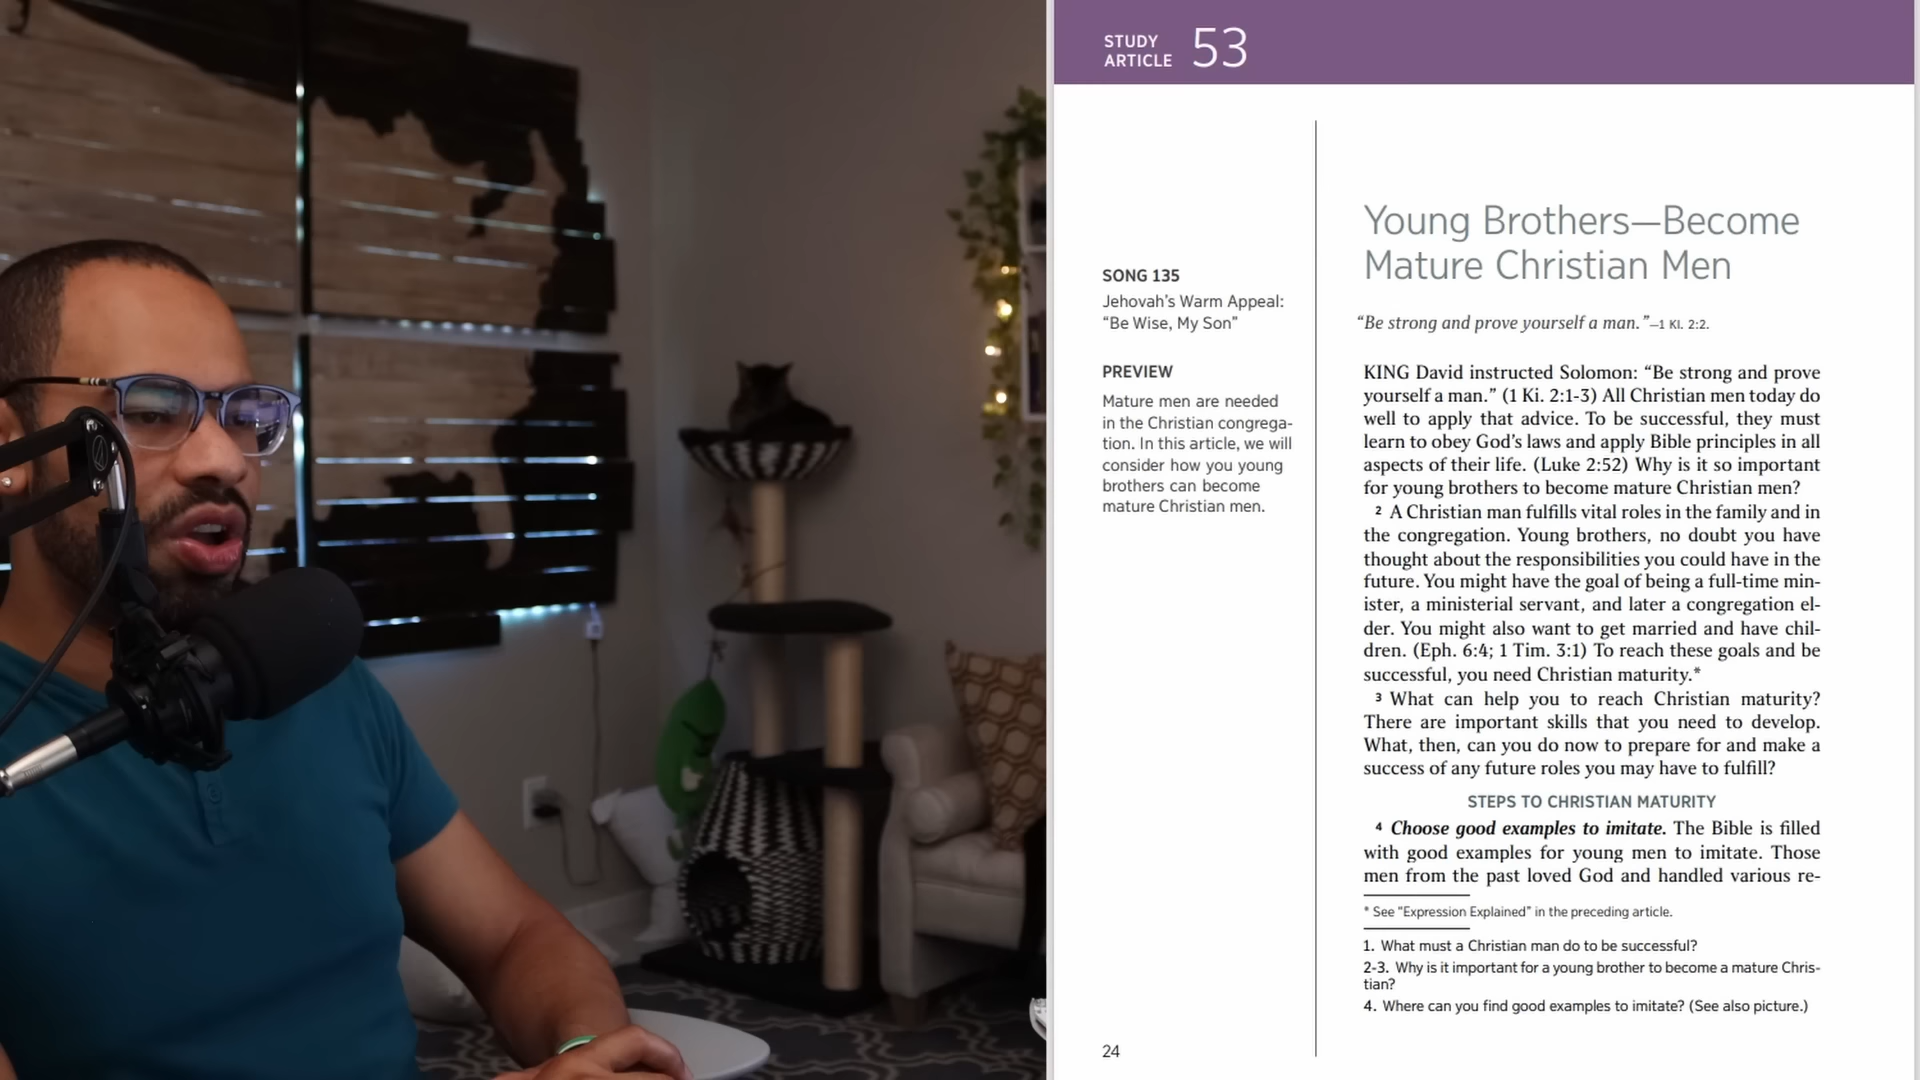 STUDY
ARTICLE 53
SONG 135
Jehovah’s Warm Appeal:
“Be Wise, My Son”
PREVIEW
Mature men are needed
in the Christian congrega-
tion. In this article, we will
consider how you young
brothers can become
mature Christian men.
Young Brothers—Become
Mature Christian Men
“Be strong and prove yourself a man.”—1 KI. 2:2.
KING David instructed Solomon: “Be strong and prove
yourself a man.” (1 Ki. 2:1-3) All Christian men today do
well to apply that advice. To be successful, they must
learn to obey God’s laws and apply Bible principles in all
aspects of their life. (Luke 2:52) Why is it so important
for young brothers to become mature Christian men?
2 A Christian man fulfills vital roles in the family and in
the congregation. Young brothers, no doubt you have
thought about the responsibilities you could have in the
future. You might have the goal of being a full-time min-
ister, a ministerial servant, and later a congregation el-
der. You might also want to get married and have chil-
dren. (Eph. 6:4; 1 Tim. 3:1) To reach these goals and be
successful, you need Christian maturity.*
3 What can help you to reach Christian maturity?
There are important skills that you need to develop.
What, then, can you do now to prepare for and make a
success of any future roles you may have to fulfill?
STEPS TO CHRISTIAN MATURITY
4 Choose good examples to imitate. The Bible is filled
with good examples for young men to imitate. Those
men from the past loved God and handled various re-
* See “Expression Explained” in the preceding article.
1. What must a Christian man do to be successful?
2-3. Why is it important for a young brother to become a mature Chris-
tian?
4. Where can you find good examples to imitate? (See also picture.)
24